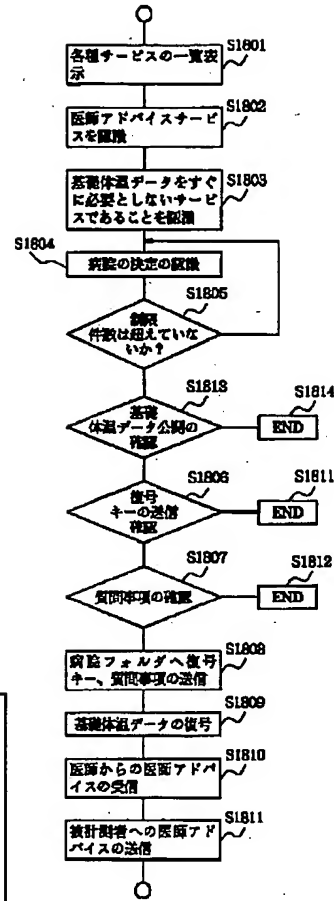 S1801
各種サービスの一覧表
示
S1802
医師アドバイスサービ
スを認識
S1803
基礎体温データをすぐ
に必要としないサービ
スであることを認識
S1804
病院の決定の認識
S1805
制限
件数は超えていな
いか?
S1813
基礎
体温データ公開の
確認
S1814
END
S1806
復号
キーの送信
確認
S1811
END
S1807
質問事項の確認
S1812
END
S1808
病院フォルダへ復号
キー、質問事項の送信
S1809
基礎体温データの復号
S1810
医師からの医師アドバ
イスの受信
S1811
被計測者への医師アド
バイスの送信